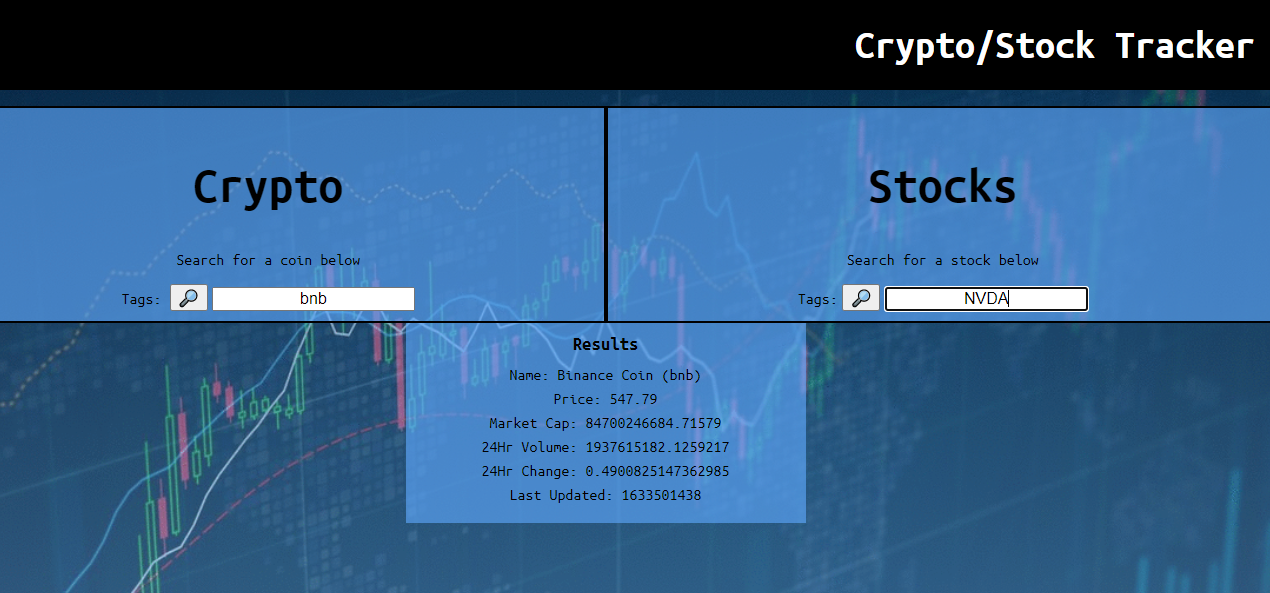 Crypto/Stock Tracker
Crypto
Search for a coin below
Tags: bnb
Stocks
Search for a stock below
Tags: NVDA
Results
Name: Binance Coin (bnb)
Price: 547.79
Market Cap: 84700246684.71579
24Hr Volume: 1937615182.1259217
24Hr Change: 0.4900825147362985
Last Updated: 1633501438